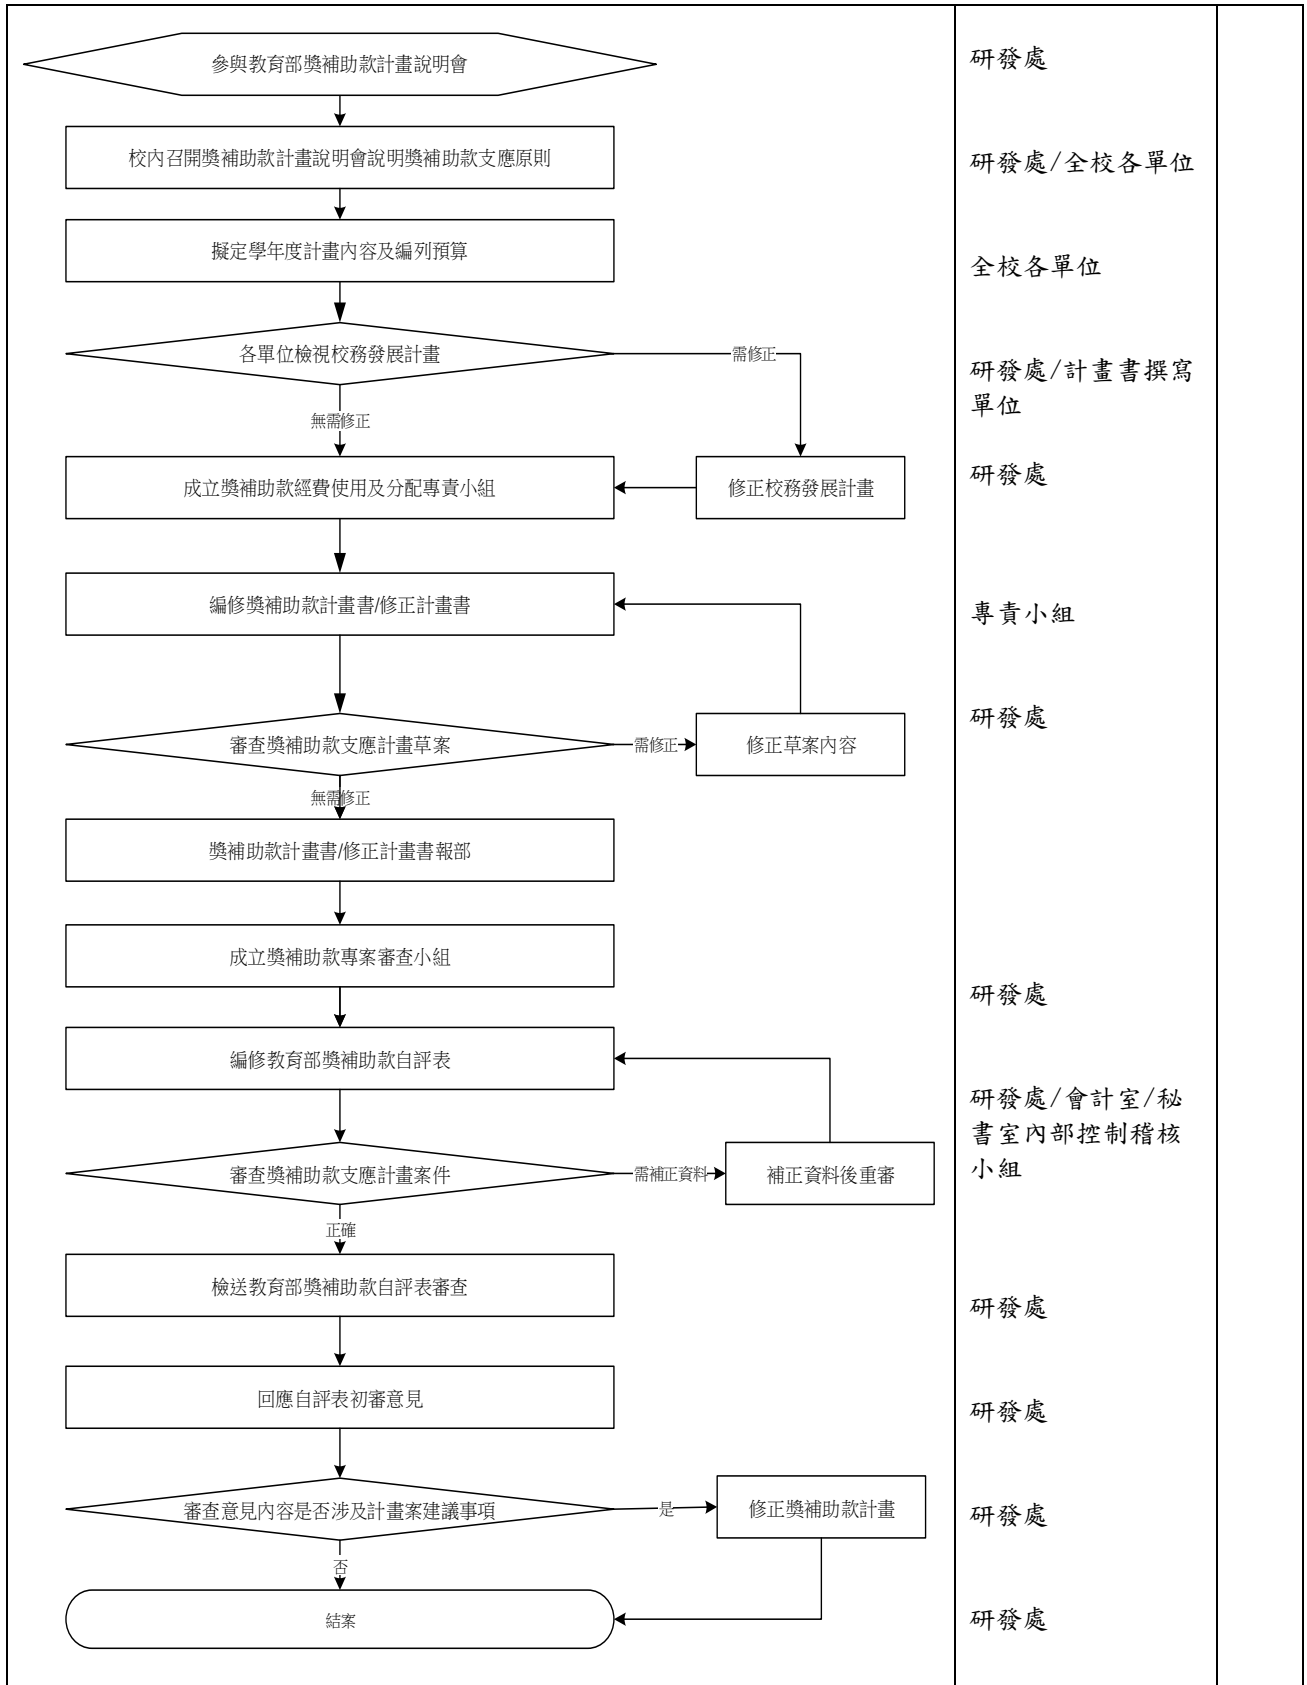 參與教育部獎補助款計畫說明會
研發處
校內召開獎補助款計畫說明會說明獎補助款支應原則
研發處/全校各單位
擬定學年度計畫內容及編列預算
全校各單位
各單位檢視校務發展計畫
需修正
研發處/計畫書撰寫
單位
無需修正
成立獎補助款經費使用及分配專責小組
修正校務發展計畫
研發處
編修獎補助款計畫書/修正計畫書
專責小組
審查獎補助款支應計畫草案
需修正
修正草案內容
研發處
無需修正
獎補助款計畫書/修正計畫書報部
成立獎補助款專案審查小組
研發處
編修教育部獎補助款自評表
研發處/會計室/秘
書室內部控制稽核
小組
審查獎補助款支應計畫案件
需補正資料
補正資料後重審
正確
檢送教育部獎補助款自評表審查
研發處
回應自評表初審意見
研發處
審查意見內容是否涉及計畫案建議事項
是
修正獎補助款計畫
研發處
否
結案
研發處